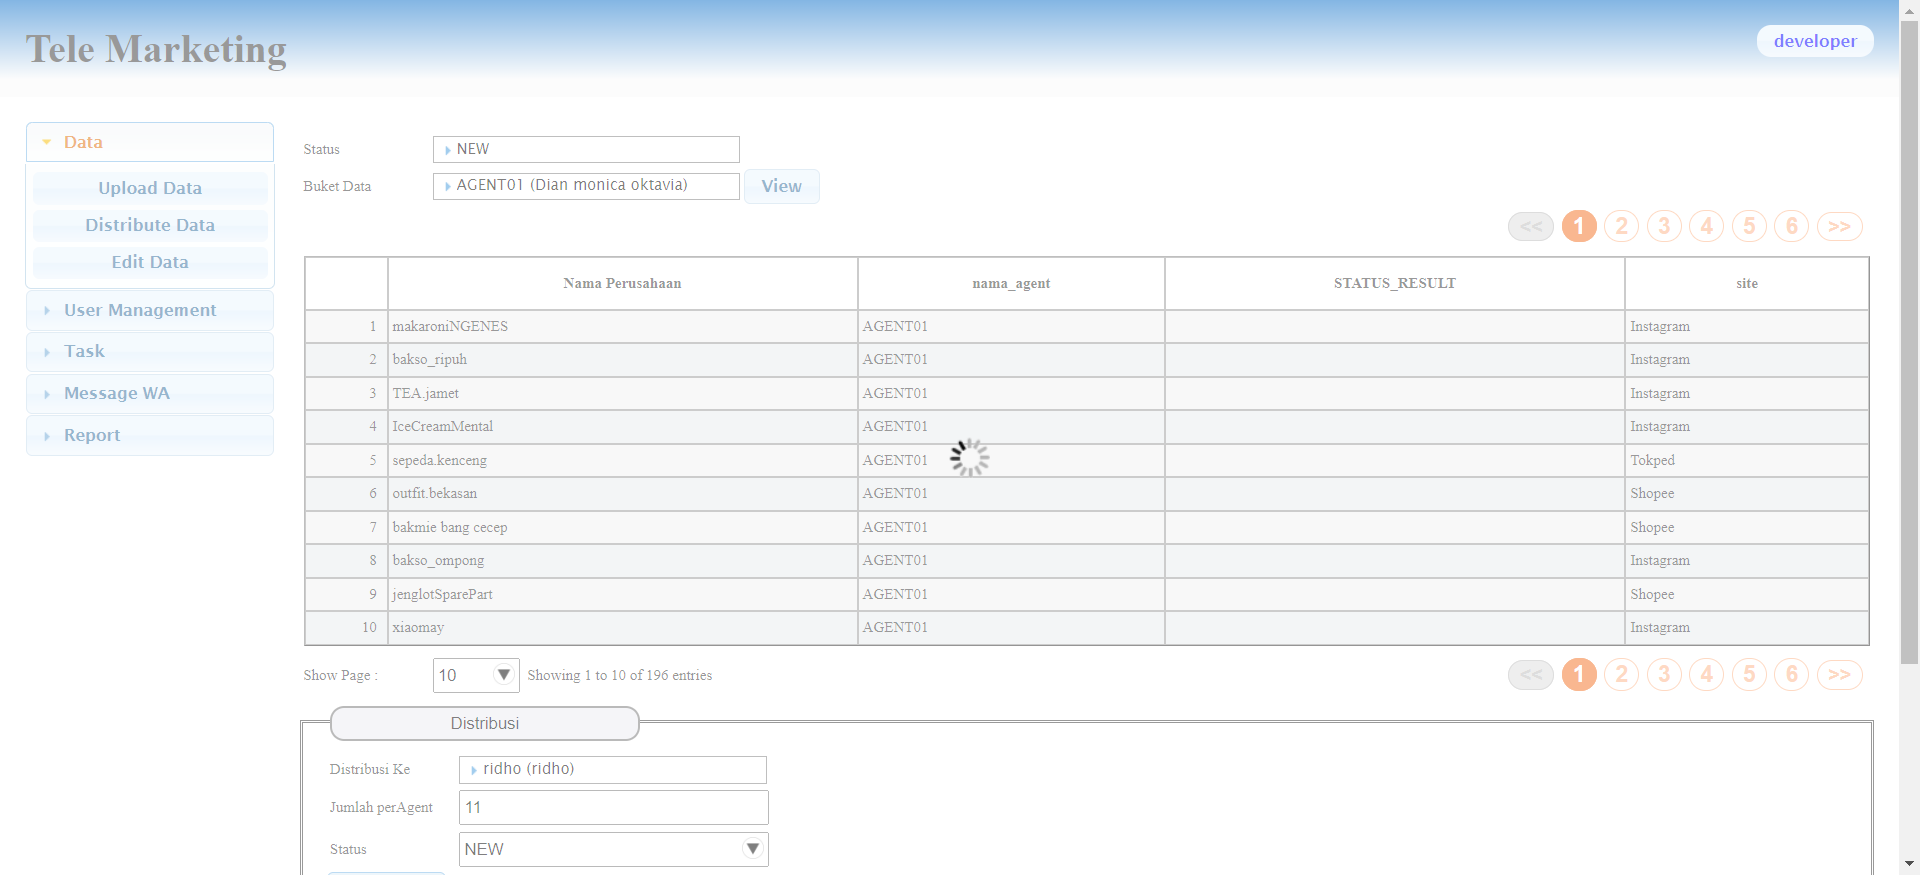 Tele Marketing
developer
Data
Upload Data
Distribute Data
Edit Data
User Management
Task
Message WA
Report
Status NEW
Buket Data AGENT01 (Dian monica oktavia) View
<< 1 2 3 4 5 6 >>
Nama Perusahaan nama_agent STATUS_RESULT site
1 makaroniNGENES AGENT01 Instagram
2 bakso_ripuh AGENT01 Instagram
3 TEA.jamet AGENT01 Instagram
4 IceCreamMental AGENT01 Instagram
5 sepeda.kenceng AGENT01 Tokped
6 outfit.bekasan AGENT01 Shopee
7 bakmie bang cecep AGENT01 Shopee
8 bakso_ompong AGENT01 Instagram
9 jenglotSparePart AGENT01 Shopee
10 xiaomay AGENT01 Instagram
Show Page : 10 Showing 1 to 10 of 196 entries
<< 1 2 3 4 5 6 >>
Distribusi
Distribusi Ke ridho (ridho)
Jumlah perAgent 11
Status NEW